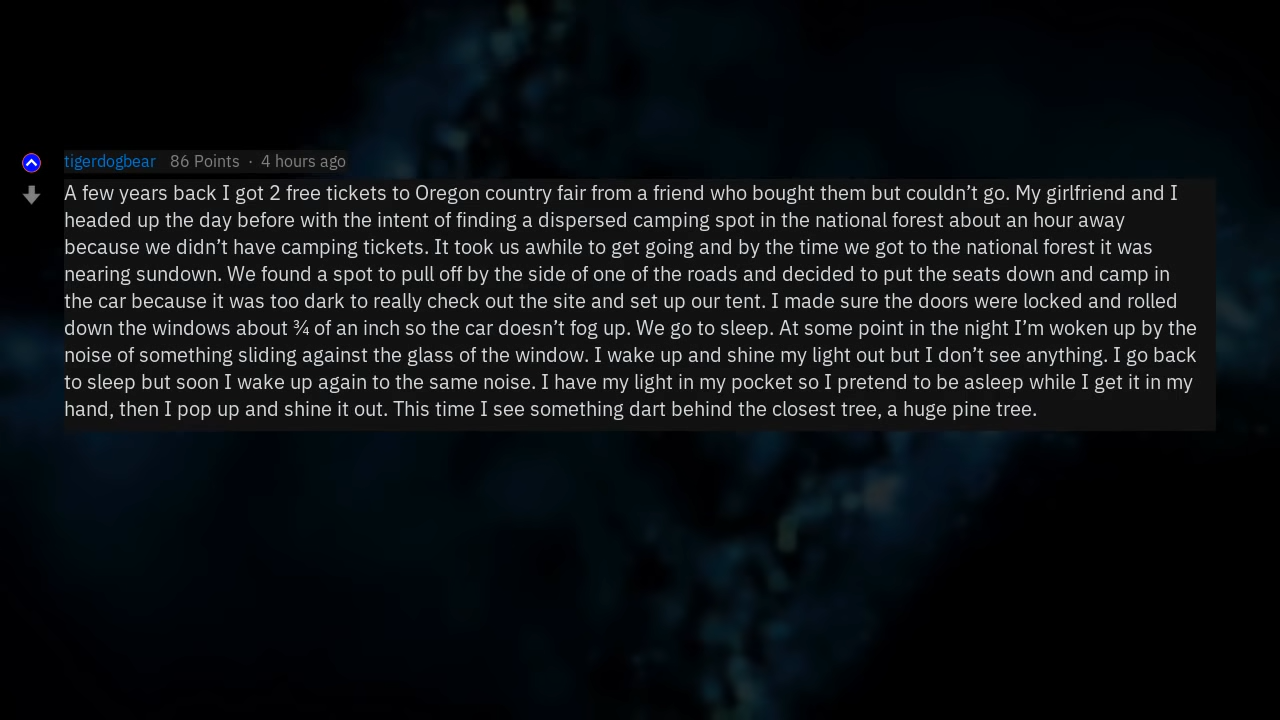 tigerdogbear 86 Points · 4 hours ago
A few years back I got 2 free tickets to Oregon country fair from a friend who bought them but couldn’t go. My girlfriend and I
headed up the day before with the intent of finding a dispersed camping spot in the national forest about an hour away
because we didn’t have camping tickets. It took us awhile to get going and by the time we got to the national forest it was
nearing sundown. We found a spot to pull off by the side of one of the roads and decided to put the seats down and camp in
the car because it was too dark to really check out the site and set up our tent. I made sure the doors were locked and rolled
down the windows about ¾ of an inch so the car doesn’t fog up. We go to sleep. At some point in the night I’m woken up by the
noise of something sliding against the glass of the window. I wake up and shine my light out but I don’t see anything. I go back
to sleep but soon I wake up again to the same noise. I have my light in my pocket so I pretend to be asleep while I get it in my
hand, then I pop up and shine it out. This time I see something dart behind the closest tree, a huge pine tree.